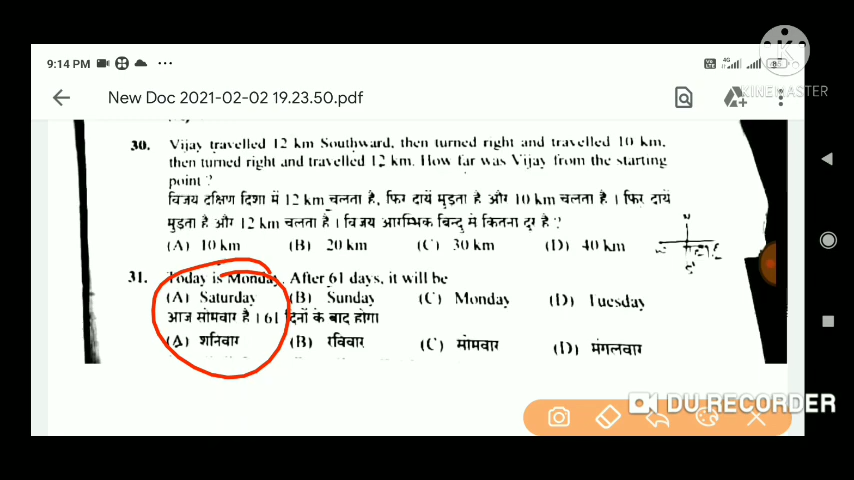 9:14 PM
KINEMASTER
New Doc 2021-02-02 19.23.50.pdf
30. Vijay travelled 12 km Southward, then turned right and travelled 10 km,
then turned right and travelled 12 km. How far was Vijay from the starting
point ?
विजय दक्षिण दिशा में 12 km चलता है, फिर दायें मुड़ता है और 10 km चलता है । फिर दायें
मुड़ता है और 12 km चलता है । विजय आरम्भिक बिन्दु में कितना दूर है ?
(A) 10 km (B) 20 km (C) 30 km (D) 40 km
31. Today is Monday. After 61 days, it will be
(A) Saturday (B) Sunday (C) Monday (D) Tuesday
आज सोमवार है । 61 दिनों के बाद होगा
(A) शनिवार (B) रविवार (C) सोमवार (D) मंगलवार
DU RECORDER